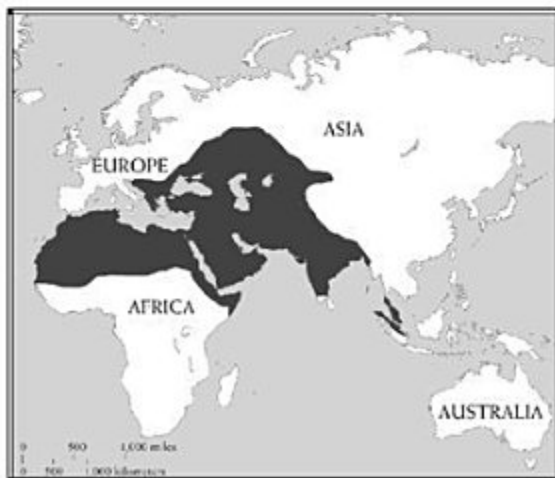 ASIA
EUROPE
AFRICA
AUSTRALIA
0 500 1,000 miles
0 500 1,000 kilometers